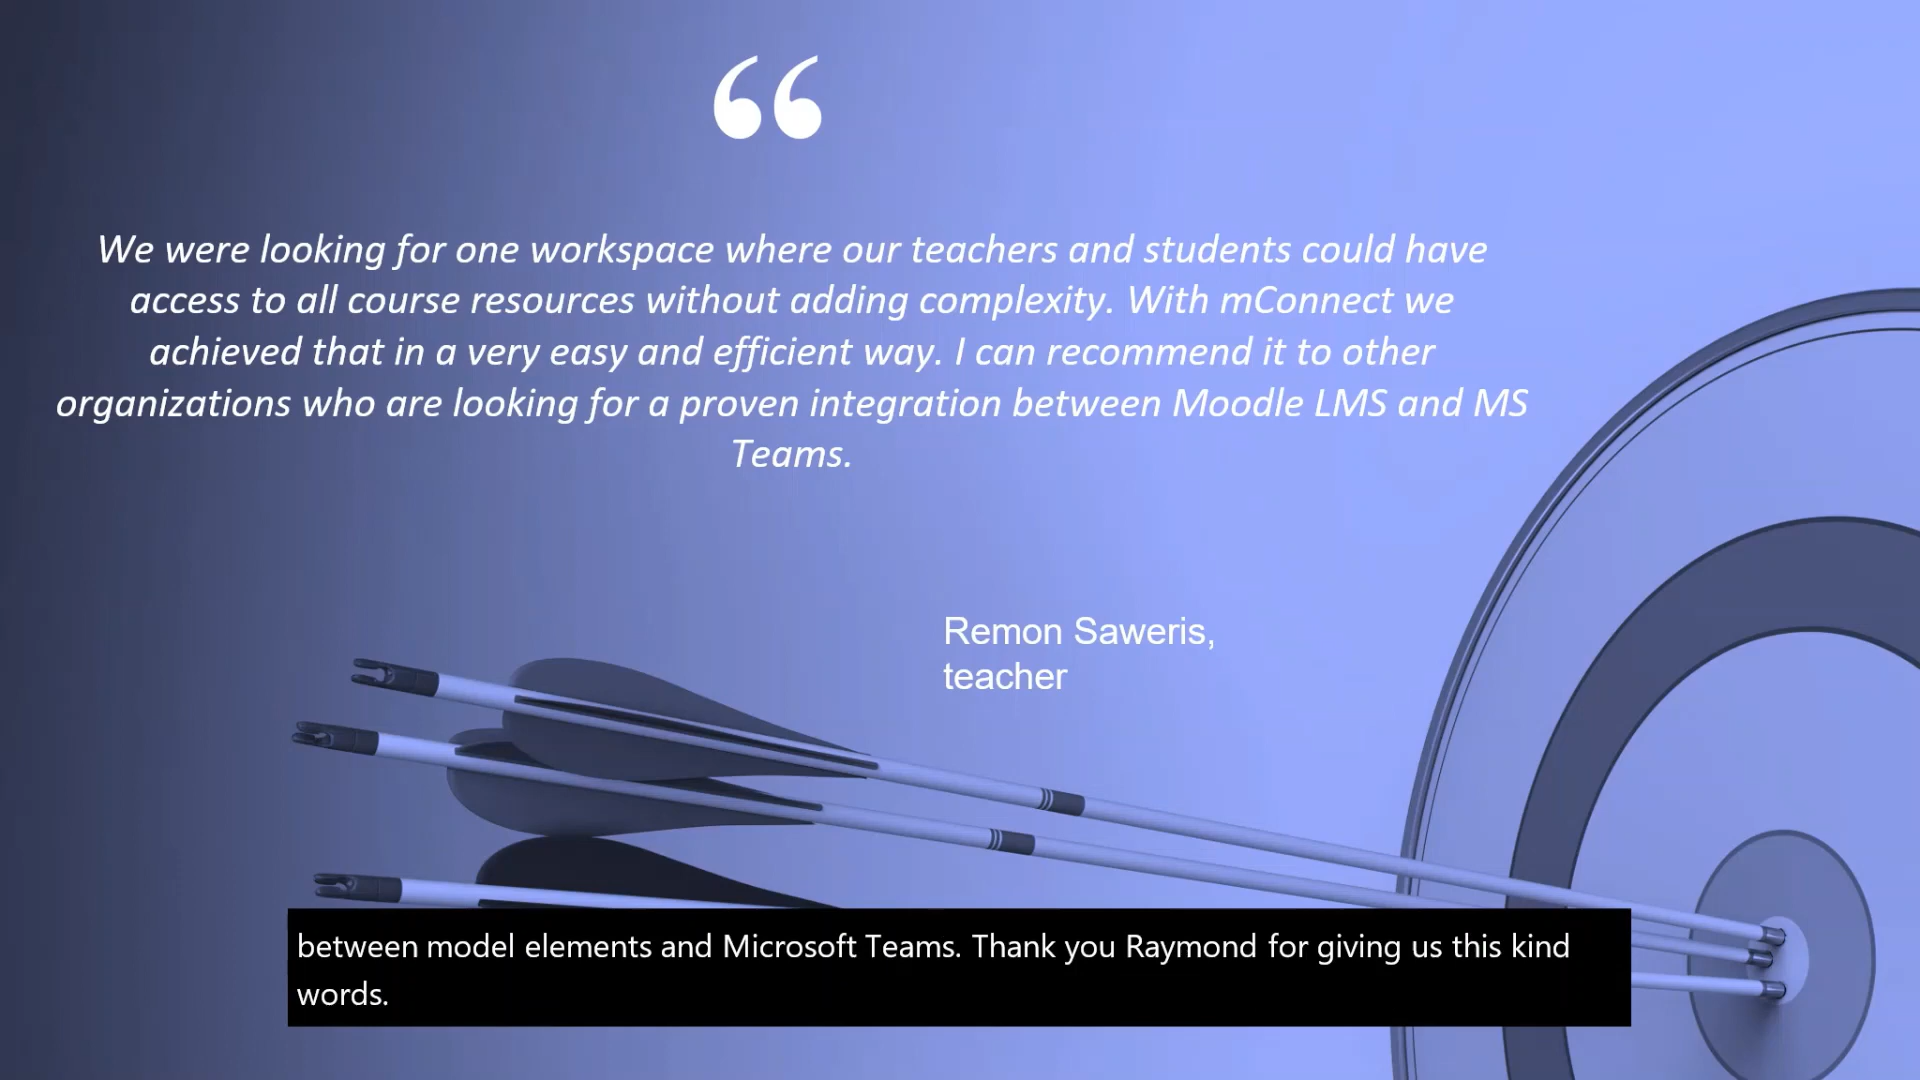 “
We were looking for one workspace where our teachers and students could have
access to all course resources without adding complexity. With mConnect we
achieved that in a very easy and efficient way. I can recommend it to other
organizations who are looking for a proven integration between Moodle LMS and MS
Teams.
Remon Saweris,
teacher
between model elements and Microsoft Teams. Thank you Raymond for giving us this kind
words.